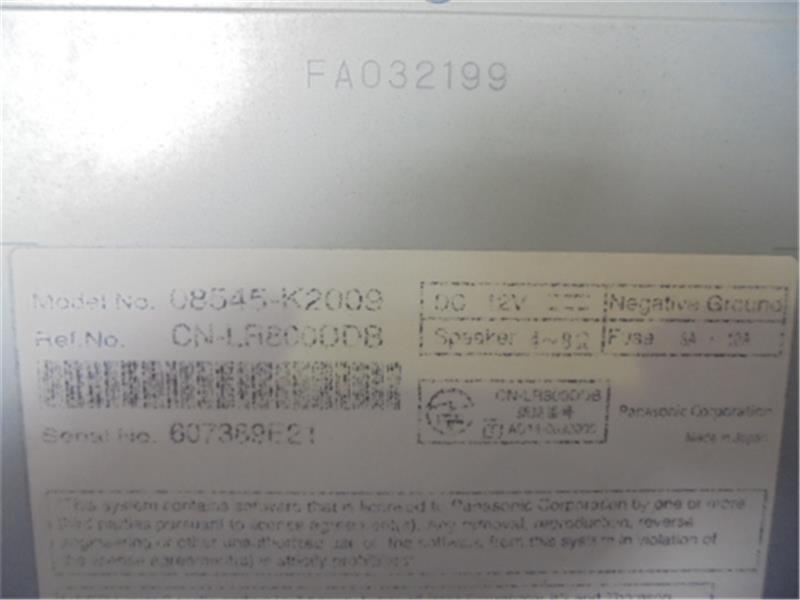 FA032199
Model No. 08545-K2009
Ref.No. CN-LR800DDB
Serial No. 607389E21
DC 12V Negative Ground
Speaker 4~8Ω Fuse
CN-LR800DDB
Panasonic Corporation
Made in Japan
This system contains software that is licensed to Panasonic Corporation by one or more
third parties pursuant to license agreement(s). Any removal, reproduction, reverse
engineering or other unauthorized use of the software from this system in violation of
the license agreement(s) is strictly prohibited.